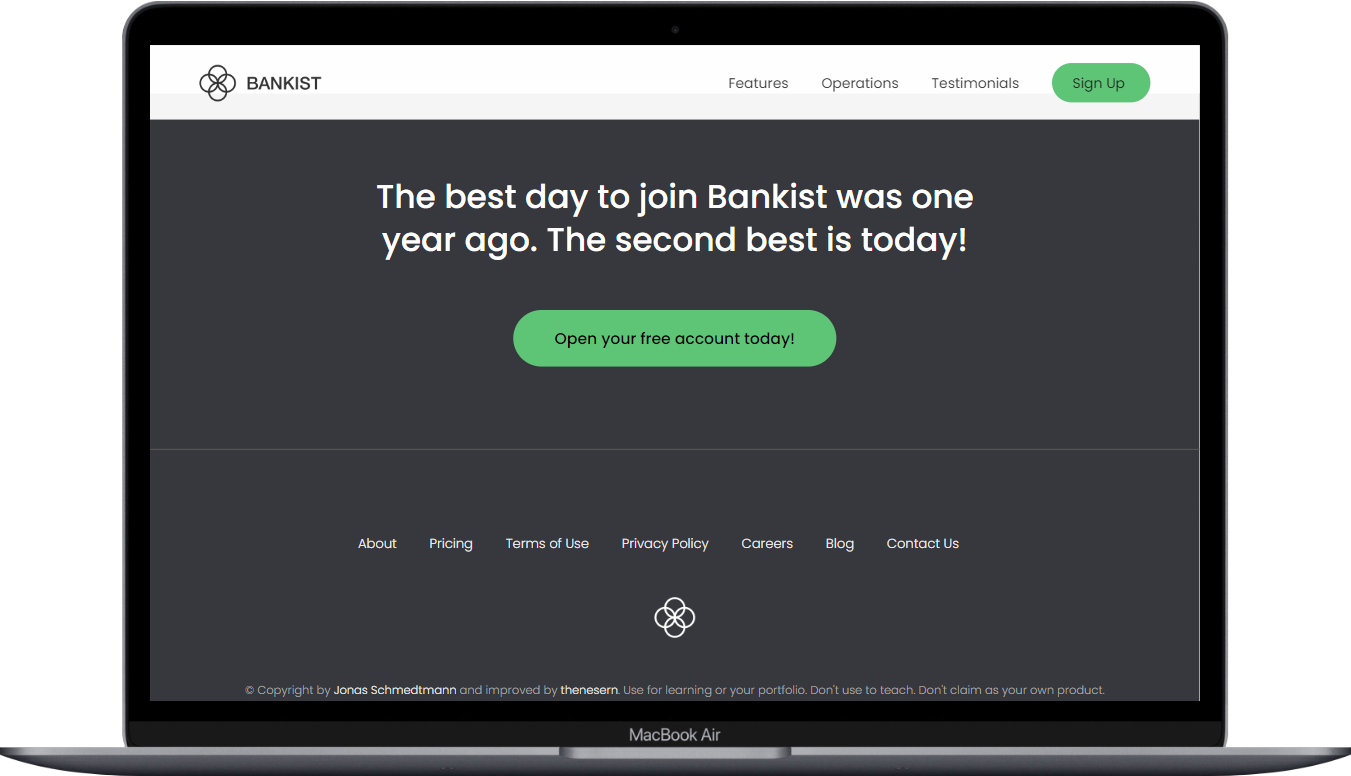 BANKIST
Features Operations Testimonials Sign Up
The best day to join Bankist was one
year ago. The second best is today!
Open your free account today!
About Pricing Terms of Use Privacy Policy Careers Blog Contact Us
© Copyright by Jonas Schmedtmann and improved by thenesern. Use for learning or your portfolio. Don't use to teach. Don't claim as your own product.
MacBook Air